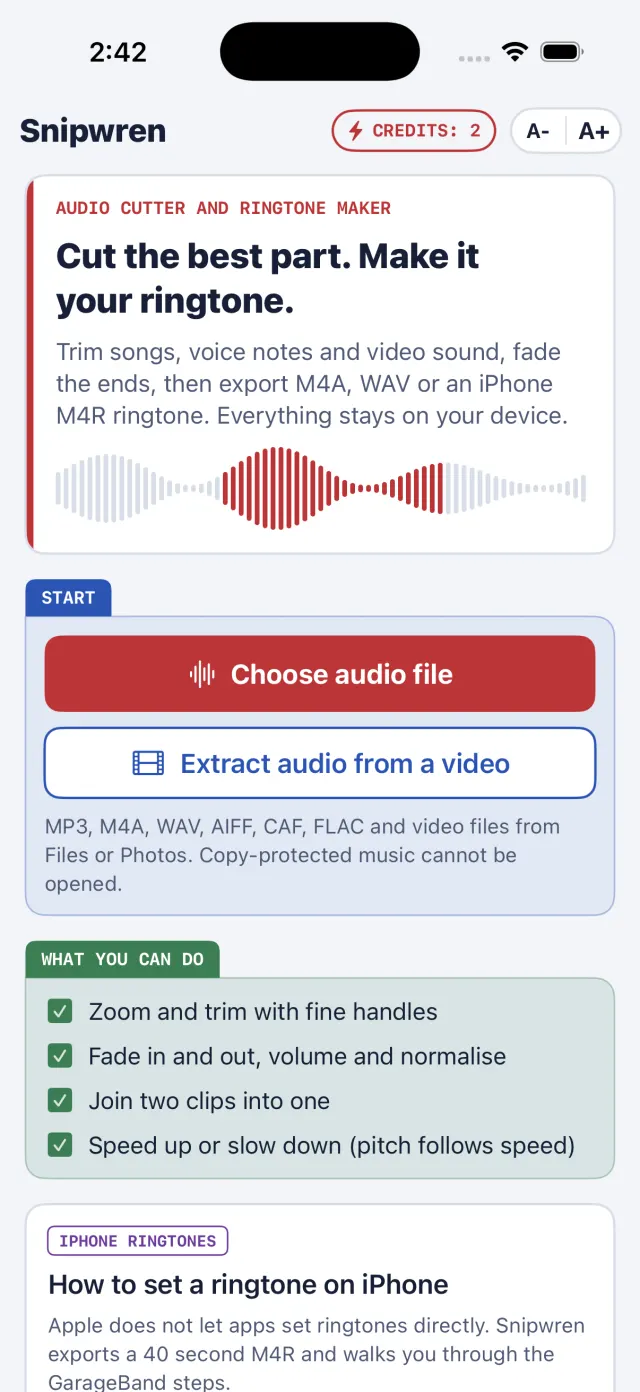 2:42
Snipwren
CREDITS: 2
A-
A+
AUDIO CUTTER AND RINGTONE MAKER
Cut the best part. Make it
your ringtone.
Trim songs, voice notes and video sound, fade
the ends, then export M4A, WAV or an iPhone
M4R ringtone. Everything stays on your device.
START
Choose audio file
Extract audio from a video
MP3, M4A, WAV, AIFF, CAF, FLAC and video files from
Files or Photos. Copy-protected music cannot be
opened.
WHAT YOU CAN DO
Zoom and trim with fine handles
Fade in and out, volume and normalise
Join two clips into one
Speed up or slow down (pitch follows speed)
IPHONE RINGTONES
How to set a ringtone on iPhone
Apple does not let apps set ringtones directly. Snipwren
exports a 40 second M4R and walks you through the
GarageBand steps.